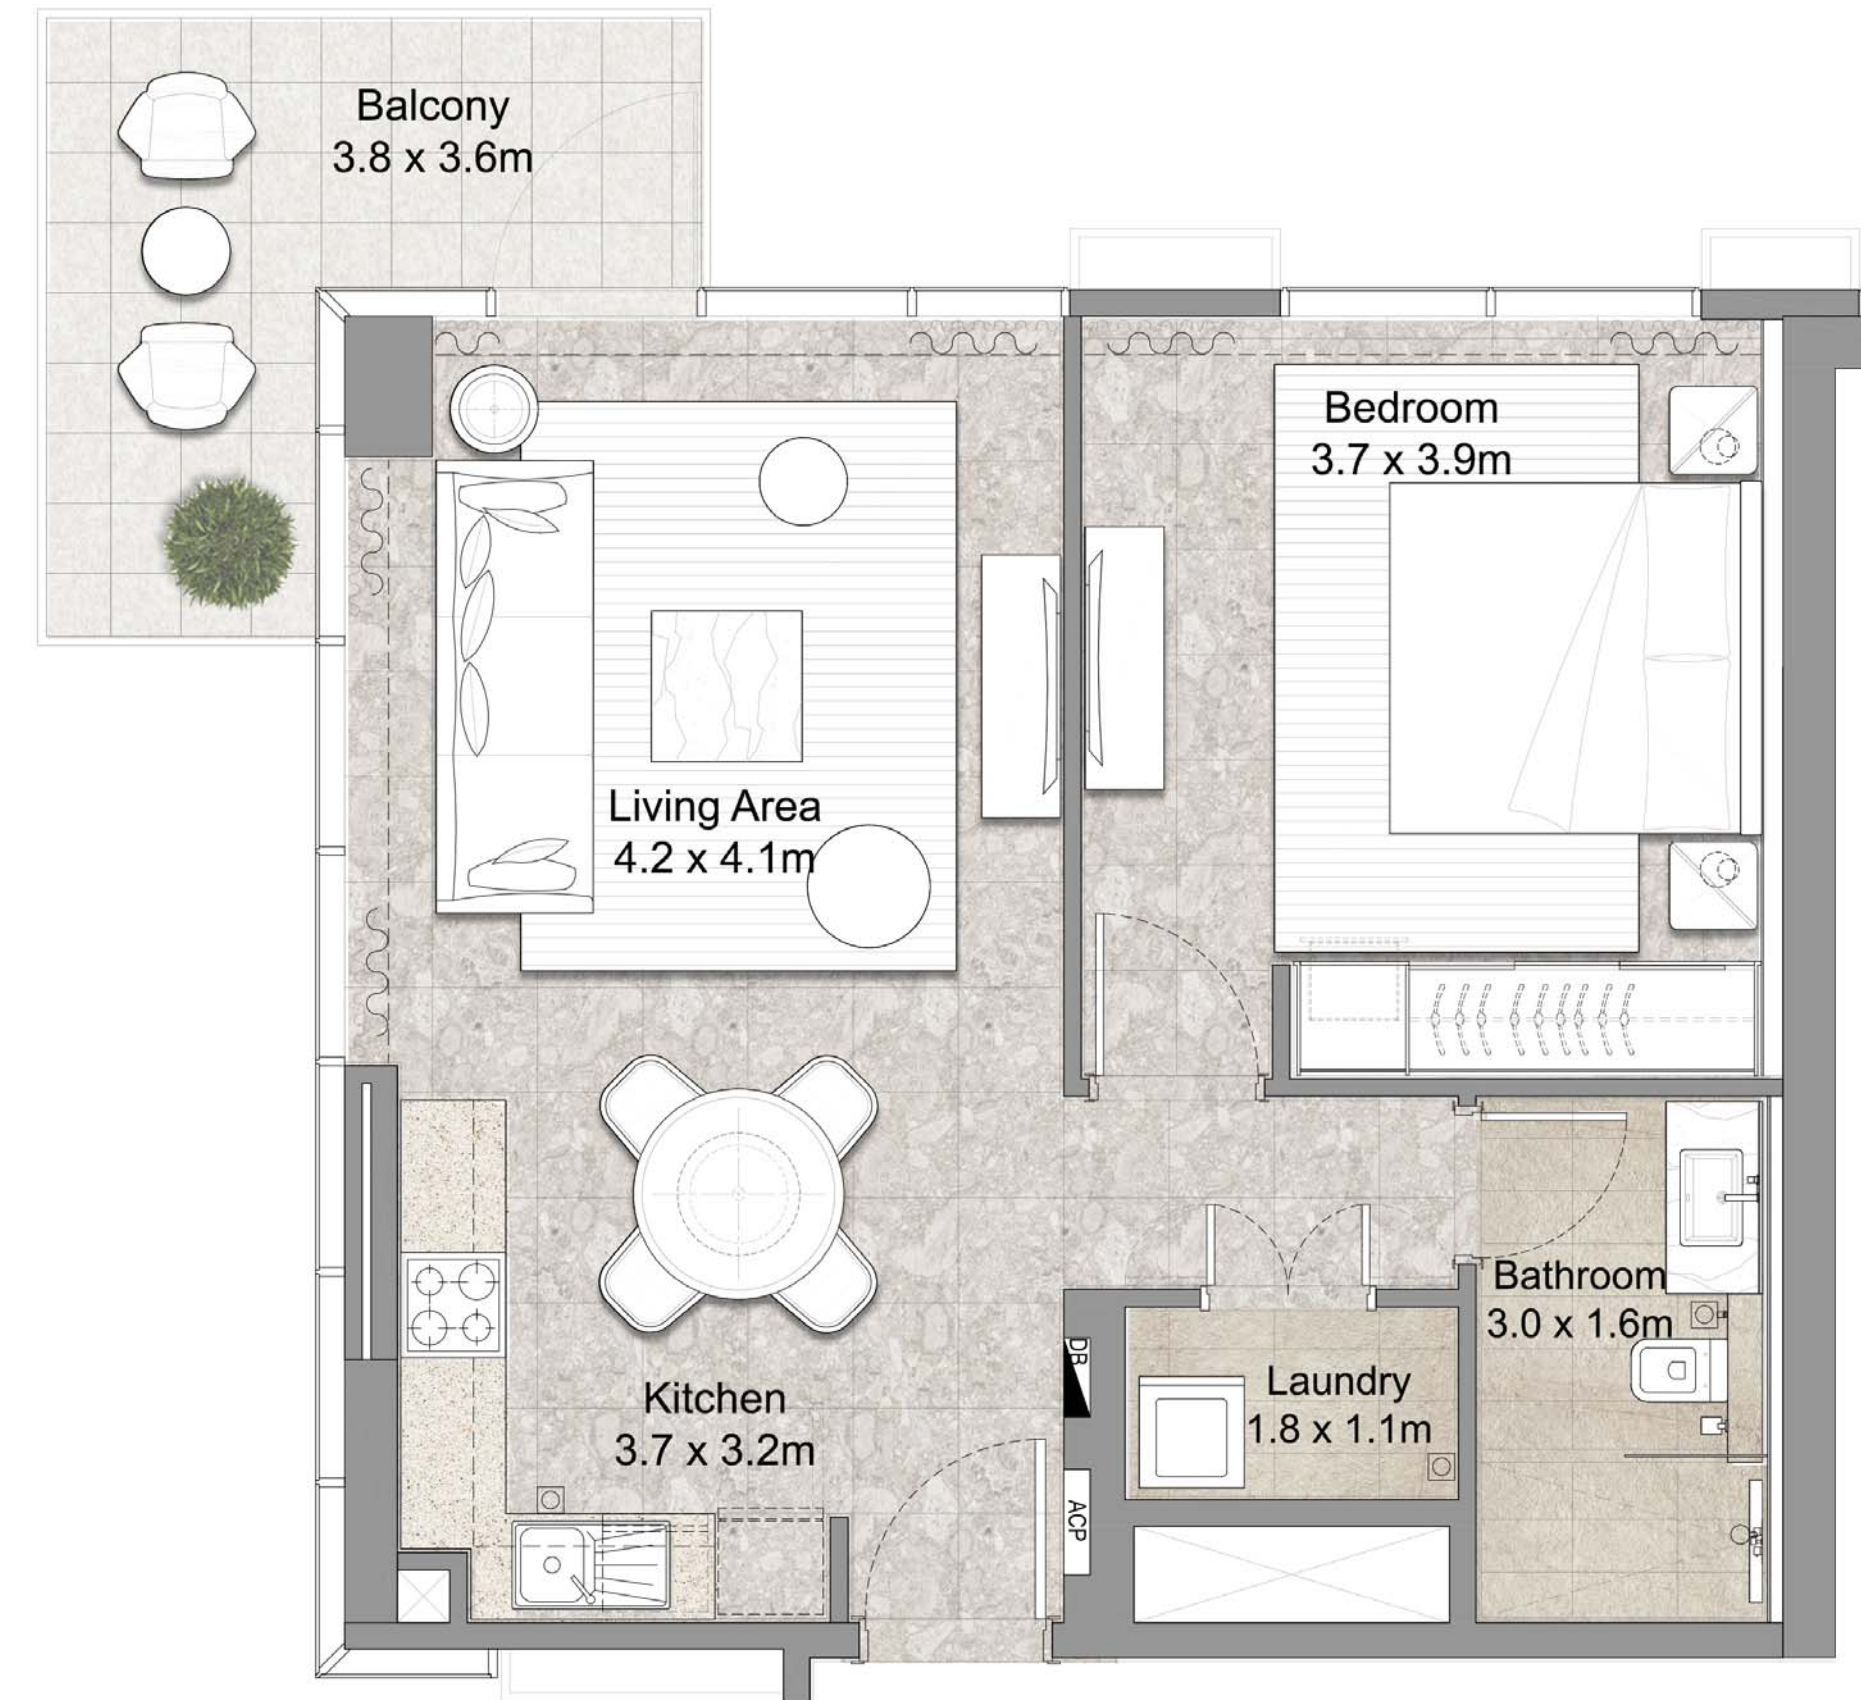 Balcony
3.8 x 3.6m
Bedroom
3.7 x 3.9m
Living Area
4.2 x 4.1m
Bathroom
3.0 x 1.6m
DB
Laundry
1.8 x 1.1m
Kitchen
3.7 x 3.2m
ACP